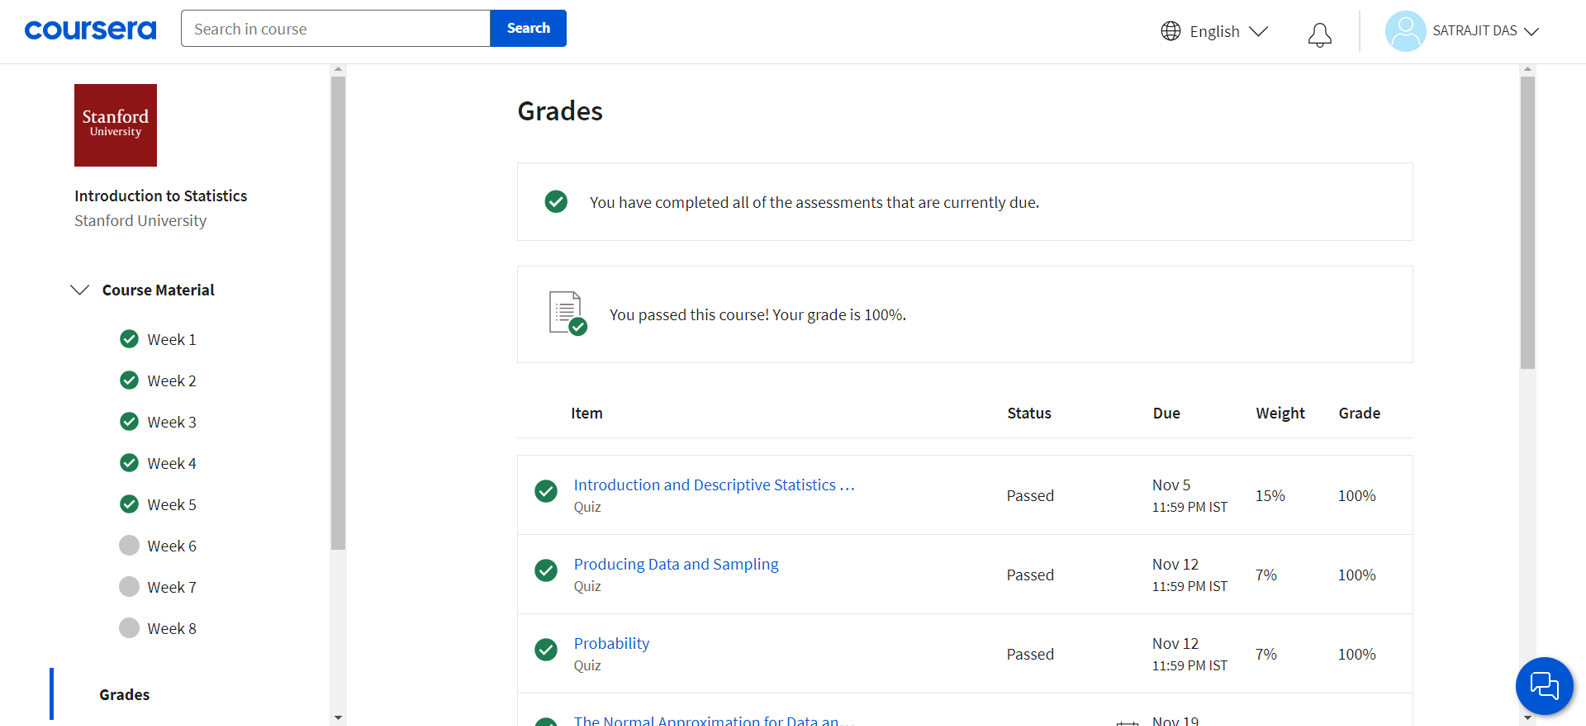 coursera
Search in course
Search
English
SATRAJIT DAS
Stanford
University
Introduction to Statistics
Stanford University
Course Material
Week 1
Week 2
Week 3
Week 4
Week 5
Week 6
Week 7
Week 8
Grades
Grades
You have completed all of the assessments that are currently due.
You passed this course! Your grade is 100%.
Item Status Due Weight Grade
Introduction and Descriptive Statistics ...
Quiz
Passed
Nov 5
11:59 PM IST
15%
100%
Producing Data and Sampling
Quiz
Passed
Nov 12
11:59 PM IST
7%
100%
Probability
Quiz
Passed
Nov 12
11:59 PM IST
7%
100%
The Normal Approximation for Data an...
Nov 19